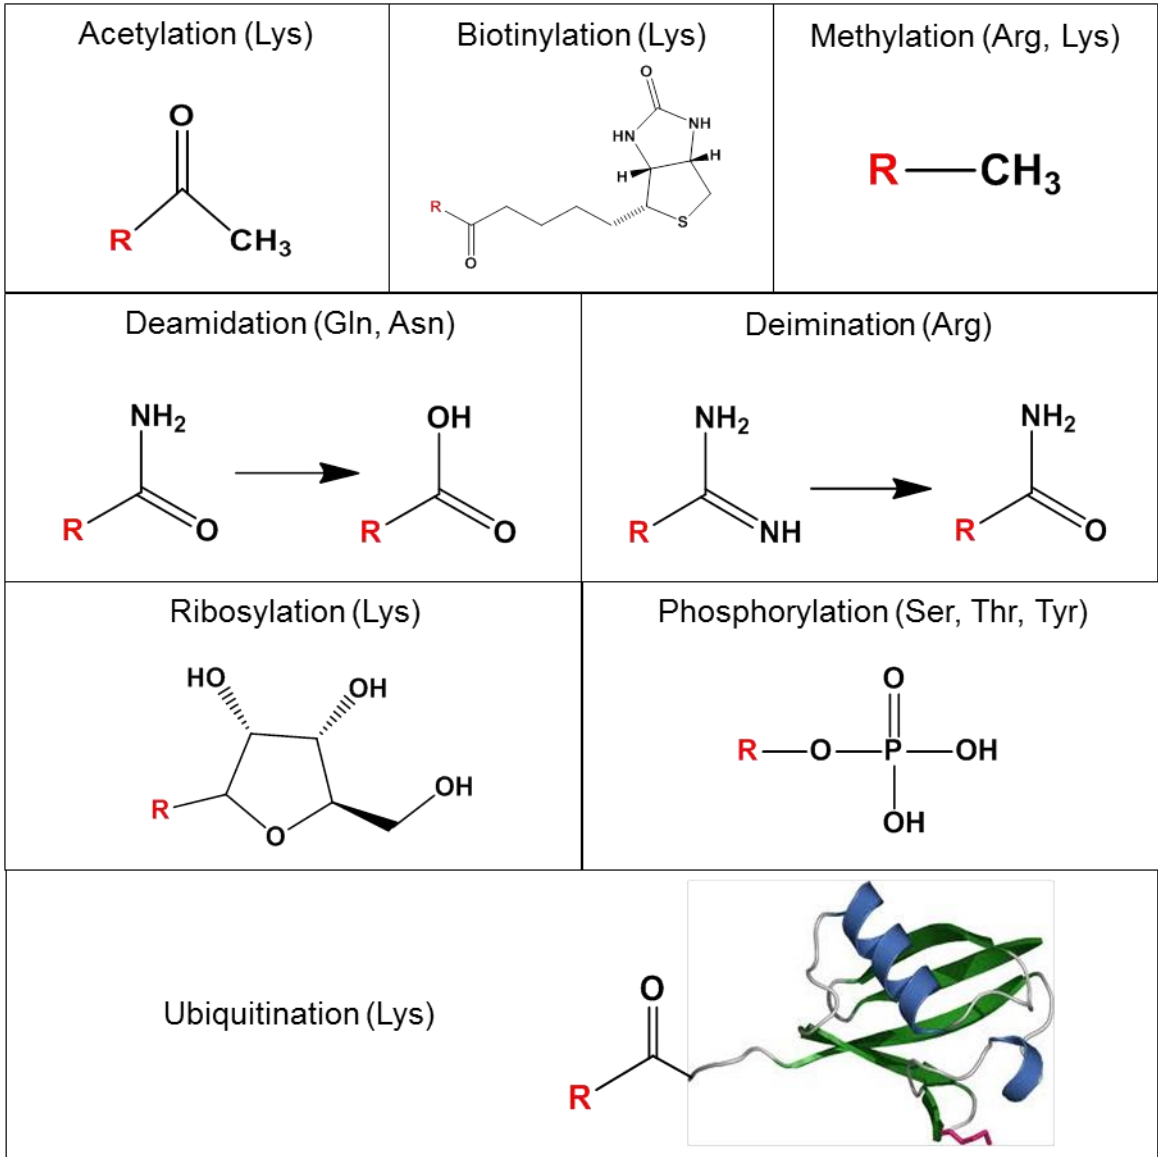 Acetylation (Lys)
O
R
CH3
Biotinylation (Lys)
O
HN
NH
H
H
R
S
O
Methylation (Arg, Lys)
R
CH3
Deamidation (Gln, Asn)
NH2
R
O
OH
R
O
Deimination (Arg)
NH2
R
NH
NH2
R
O
Ribosylation (Lys)
HO
OH
OH
R
O
Phosphorylation (Ser, Thr, Tyr)
O
R
O
P
OH
OH
Ubiquitination (Lys)
O
R